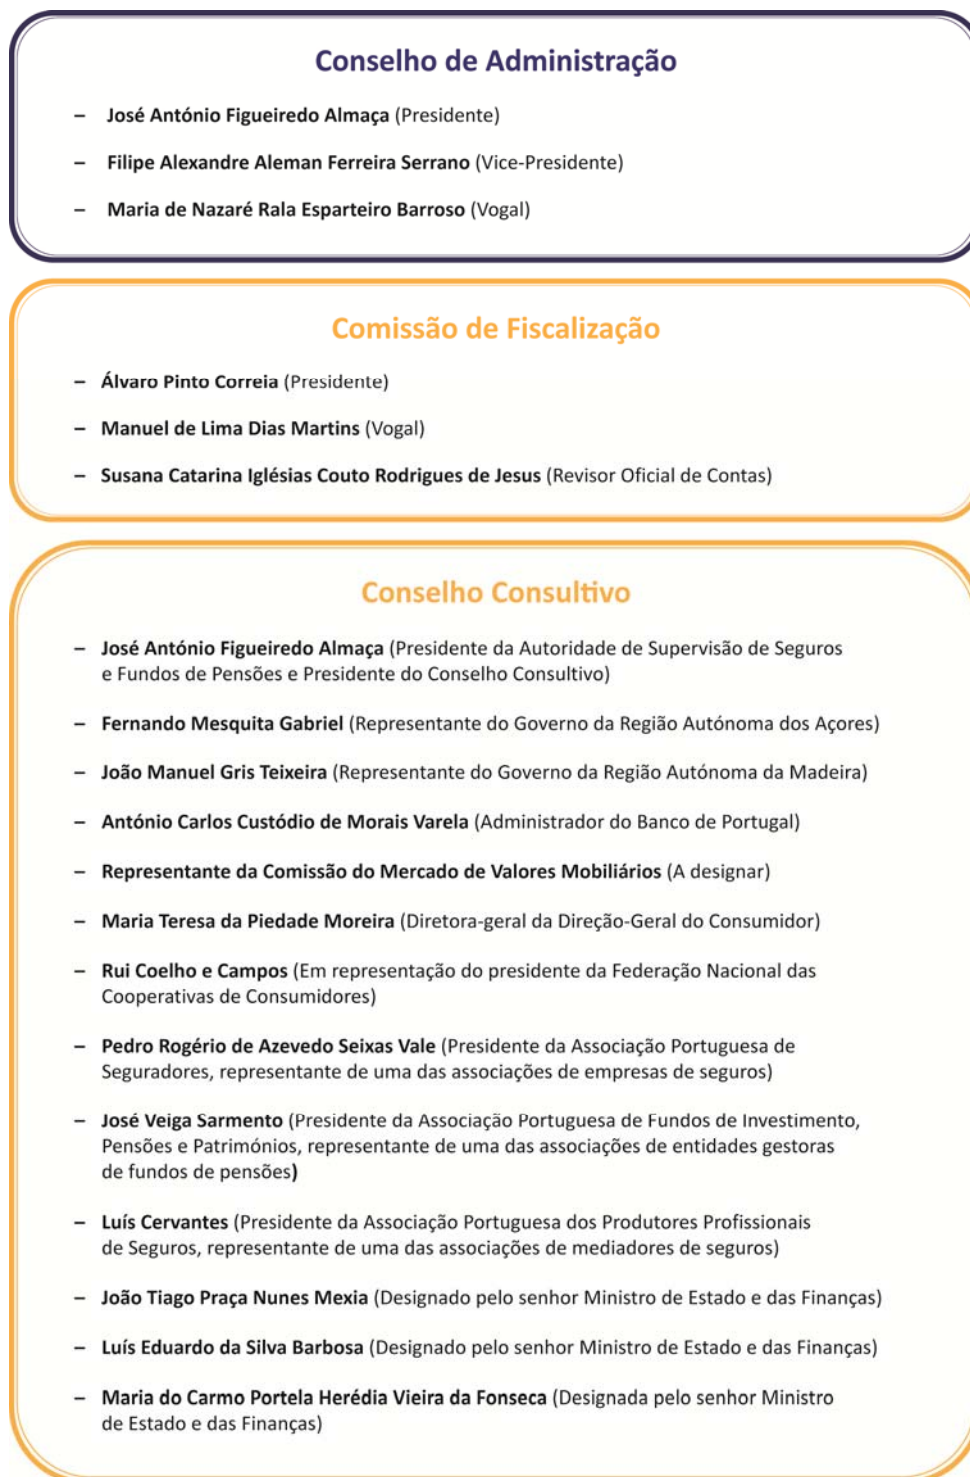 Conselho de Administração
– José António Figueiredo Almaça (Presidente)
– Filipe Alexandre Aleman Ferreira Serrano (Vice-Presidente)
– Maria de Nazaré Rala Esparteiro Barroso (Vogal)
Comissão de Fiscalização
– Álvaro Pinto Correia (Presidente)
– Manuel de Lima Dias Martins (Vogal)
– Susana Catarina Iglésias Couto Rodrigues de Jesus (Revisor Oficial de Contas)
Conselho Consultivo
– José António Figueiredo Almaça (Presidente da Autoridade de Supervisão de Seguros
e Fundos de Pensões e Presidente do Conselho Consultivo)
– Fernando Mesquita Gabriel (Representante do Governo da Região Autónoma dos Açores)
– João Manuel Gris Teixeira (Representante do Governo da Região Autónoma da Madeira)
– António Carlos Custódio de Morais Varela (Administrador do Banco de Portugal)
– Representante da Comissão do Mercado de Valores Mobiliários (A designar)
– Maria Teresa da Piedade Moreira (Diretora-geral da Direção-Geral do Consumidor)
– Rui Coelho e Campos (Em representação do presidente da Federação Nacional das
Cooperativas de Consumidores)
– Pedro Rogério de Azevedo Seixas Vale (Presidente da Associação Portuguesa de
Seguradores, representante de uma das associações de empresas de seguros)
– José Veiga Sarmento (Presidente da Associação Portuguesa de Fundos de Investimento,
Pensões e Patrimónios, representante de uma das associações de entidades gestoras
de fundos de pensões)
– Luís Cervantes (Presidente da Associação Portuguesa dos Produtores Profissionais
de Seguros, representante de uma das associações de mediadores de seguros)
– João Tiago Praça Nunes Mexia (Designado pelo senhor Ministro de Estado e das Finanças)
– Luís Eduardo da Silva Barbosa (Designado pelo senhor Ministro de Estado e das Finanças)
– Maria do Carmo Portela Herédia Vieira da Fonseca (Designada pelo senhor Ministro
de Estado e das Finanças)